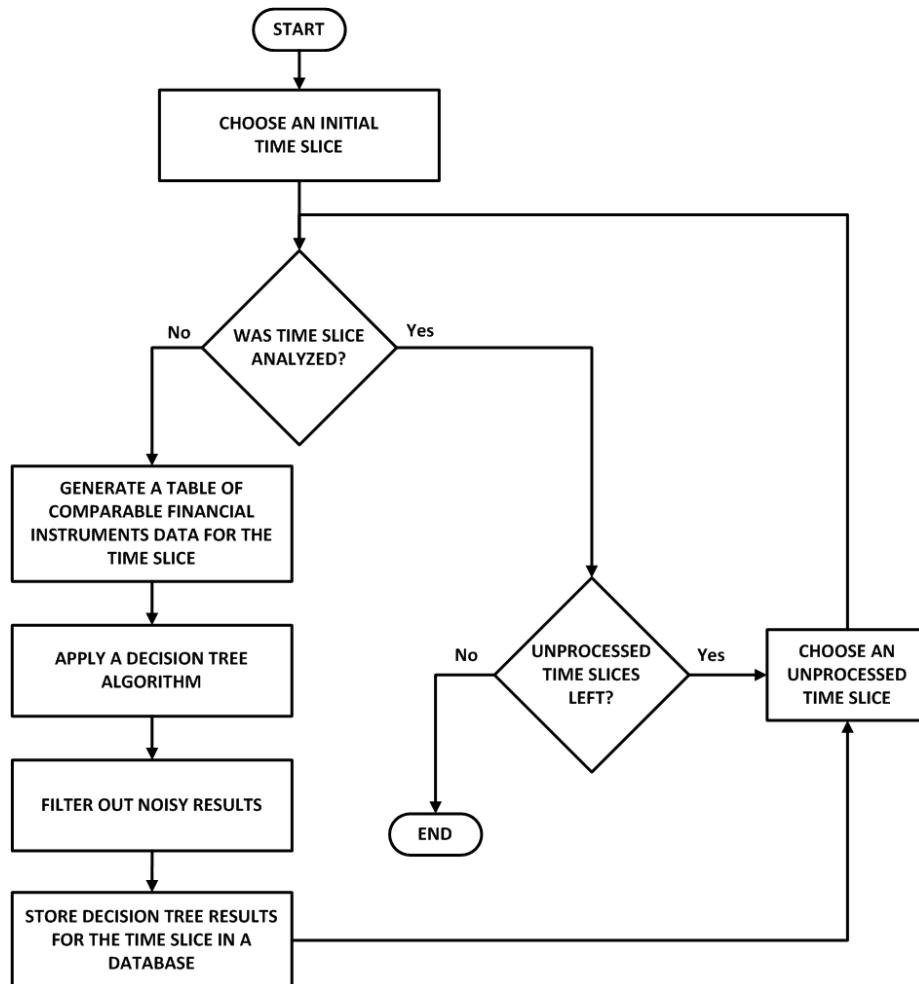 START
CHOOSE AN INITIAL
TIME SLICE
No
WAS TIME SLICE
ANALYZED?
Yes
GENERATE A TABLE OF
COMPARABLE FINANCIAL
INSTRUMENTS DATA FOR THE
TIME SLICE
APPLY A DECISION TREE
ALGORITHM
No
UNPROCESSED
TIME SLICES
LEFT?
Yes
CHOOSE AN
UNPROCESSED
TIME SLICE
FILTER OUT NOISY RESULTS
END
STORE DECISION TREE RESULTS
FOR THE TIME SLICE IN A
DATABASE